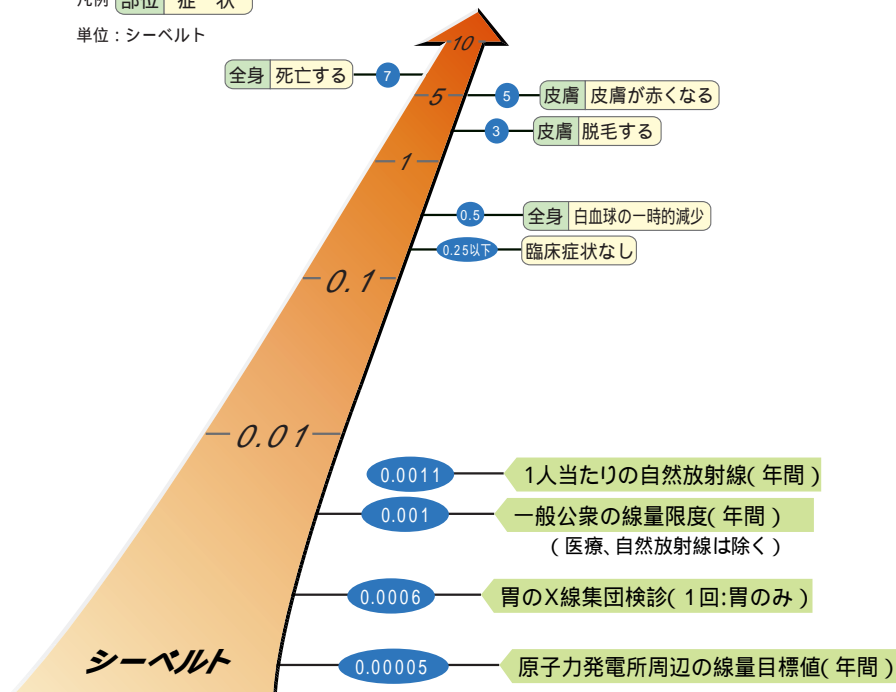 凡例 部位 症 状
単位：シーベルト
10
全身 死亡する 7
5
5 皮膚 皮膚が赤くなる
3 皮膚 脱毛する
1
0.5 全身 白血球の一時的減少
0.25以下 臨床症状なし
0.1
0.01
0.0011 1人当たりの自然放射線(年間)
0.001 一般公衆の線量限度(年間)
(医療、自然放射線は除く)
0.0006 胃のX線集団検診(1回:胃のみ)
シーベルト
0.00005 原子力発電所周辺の線量目標値(年間)